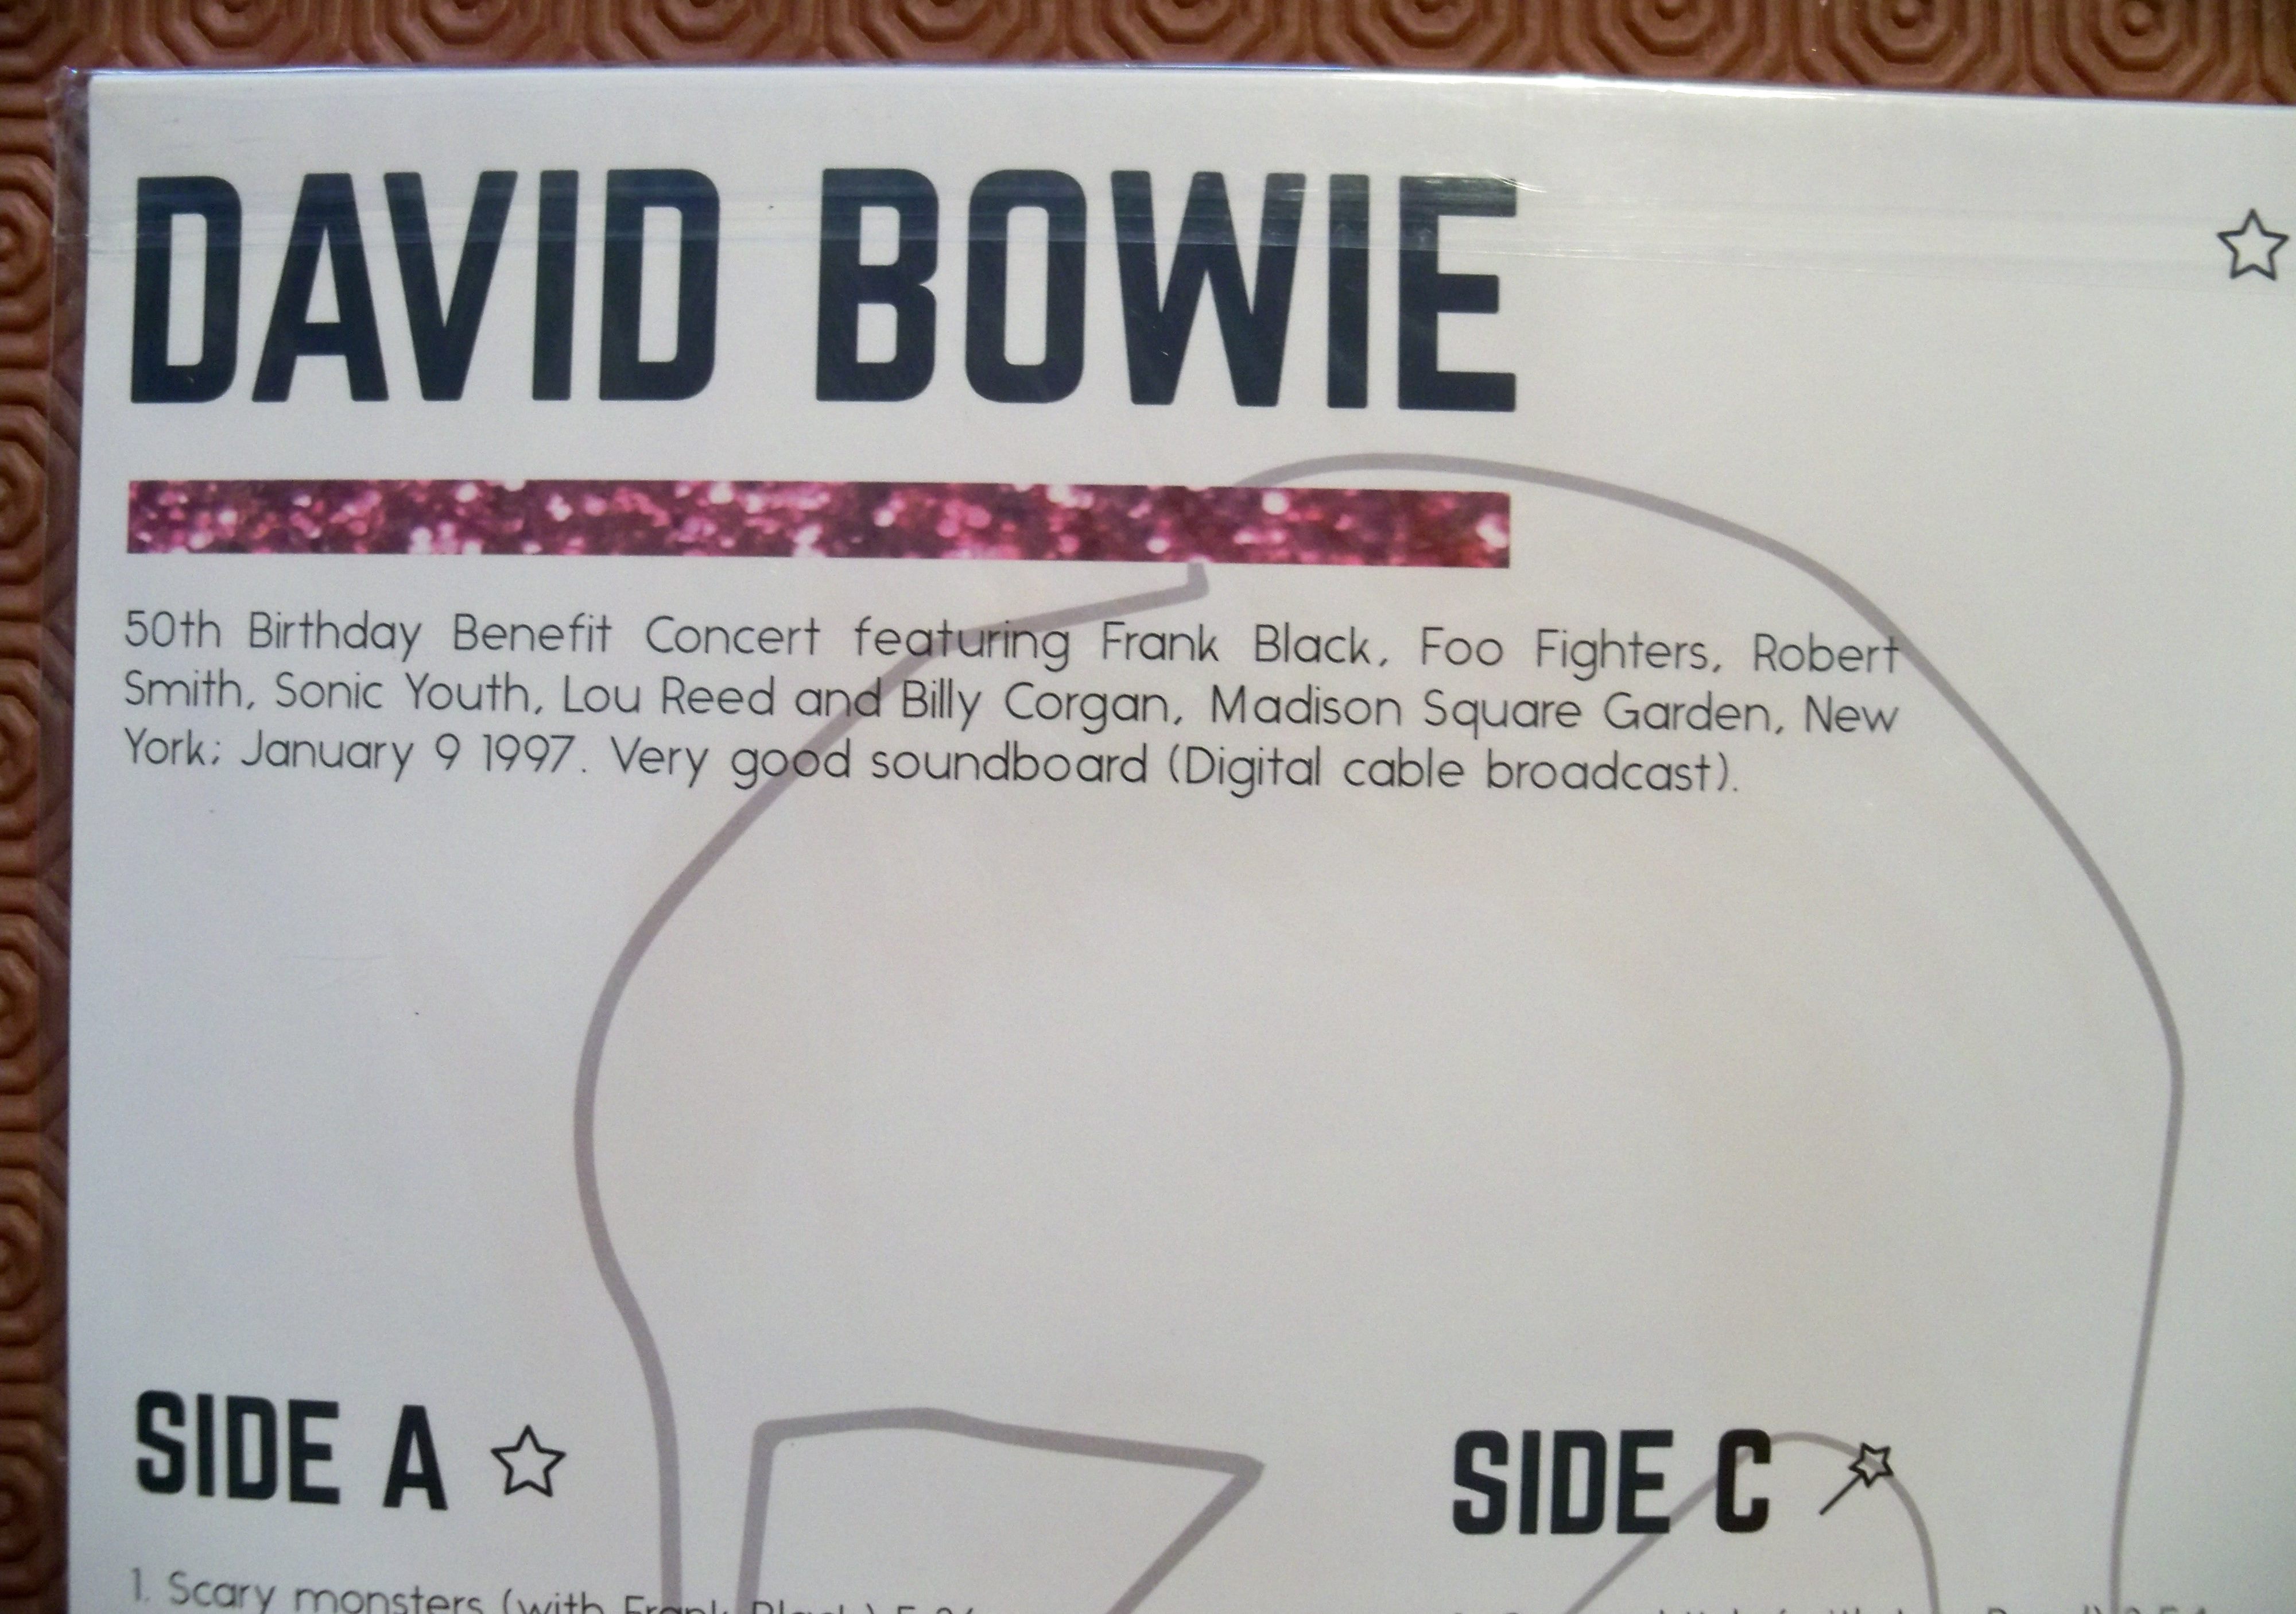 DAVID BOWIE
50th Birthday Benefit Concert featuring Frank Black, Foo Fighters, Robert
Smith, Sonic Youth, Lou Reed and Billy Corgan, Madison Square Garden, New
York; January 9 1997. Very good soundboard (Digital cable broadcast).
SIDE A
SIDE C
1. Scary monsters (with Frank Black)